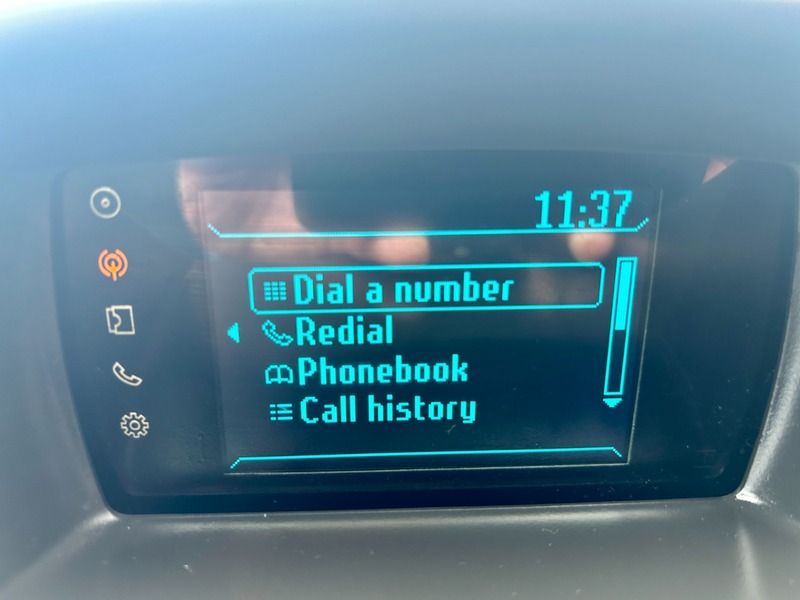 11:37
Dial a number
Redial
Phonebook
Call history